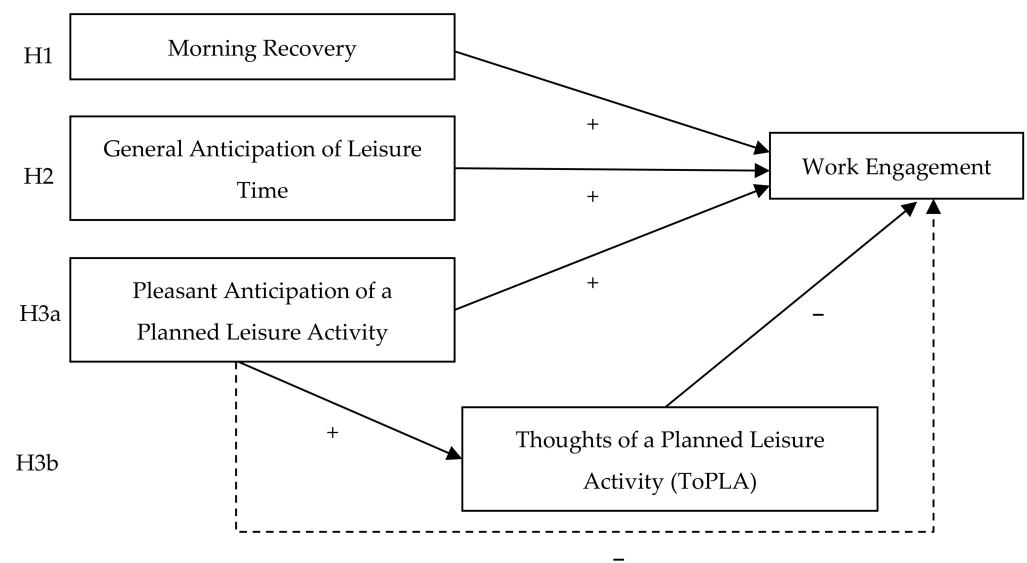 H1
Morning Recovery
+
H2
General Anticipation of Leisure
Time
+
Work Engagement
H3a
Pleasant Anticipation of a
Planned Leisure Activity
+
–
H3b
+
Thoughts of a Planned Leisure
Activity (ToPLA)
–